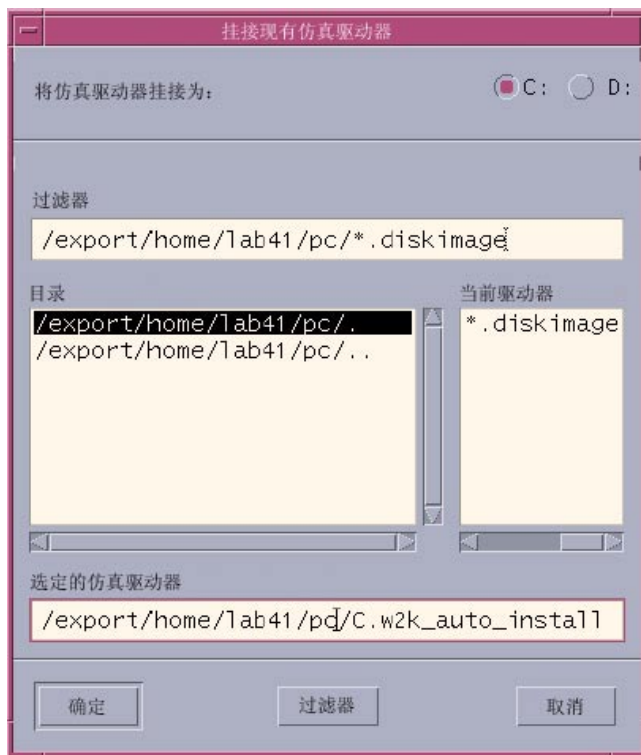 挂接现有仿真驱动器
将仿真驱动器挂接为：
C: D:
过滤器
/export/home/lab41/pc/*.diskimage
目录
/export/home/lab41/pc/.
/export/home/lab41/pc/..
当前驱动器
*.diskimage
选定的仿真驱动器
/export/home/lab41/pc/C.w2k_auto_install
确定 过滤器 取消